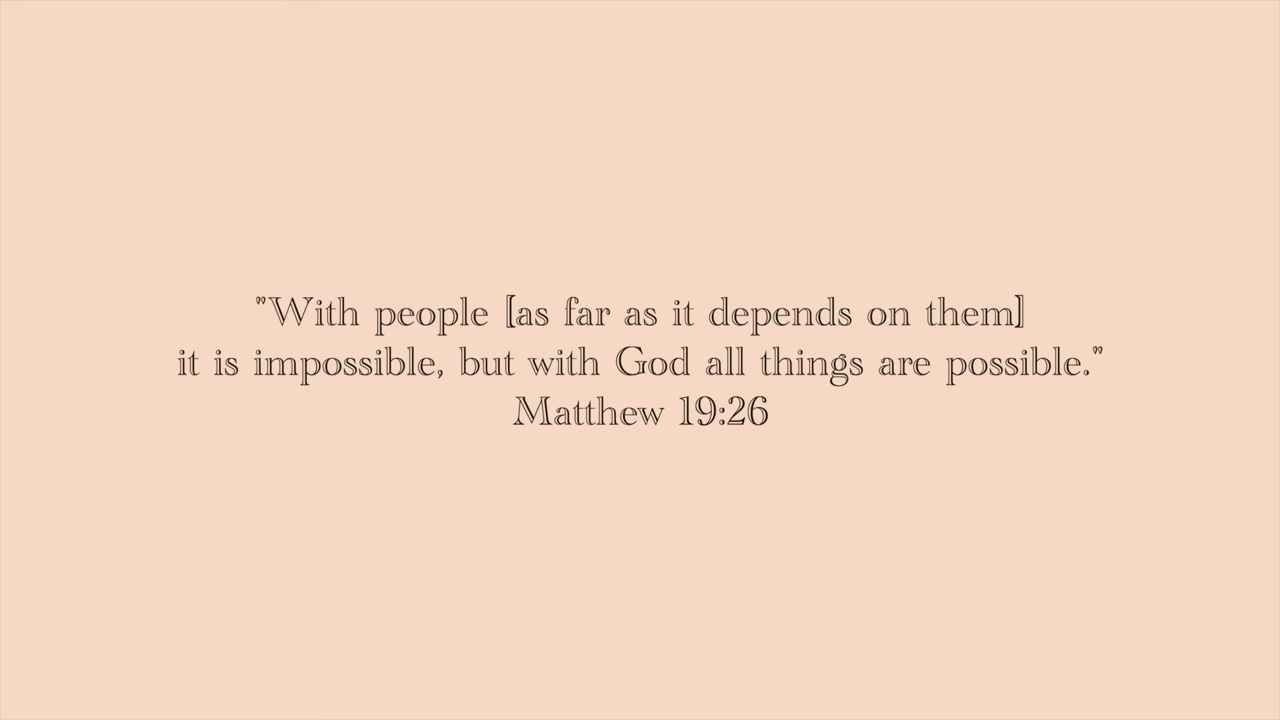 "With people [as far as it depends on them]
it is impossible, but with God all things are possible."
Matthew 19:26